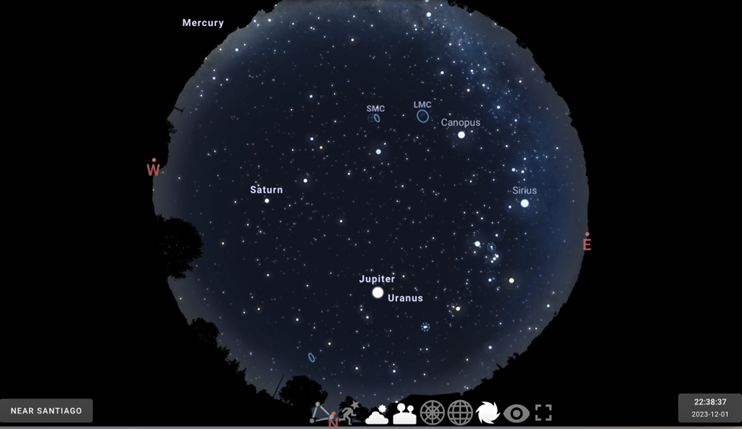 Mercury
SMC
LMC
Canopus
W
Saturn
Sirius
E
Jupiter
Uranus
N
NEAR SANTIAGO
22:38:37
2023-12-01